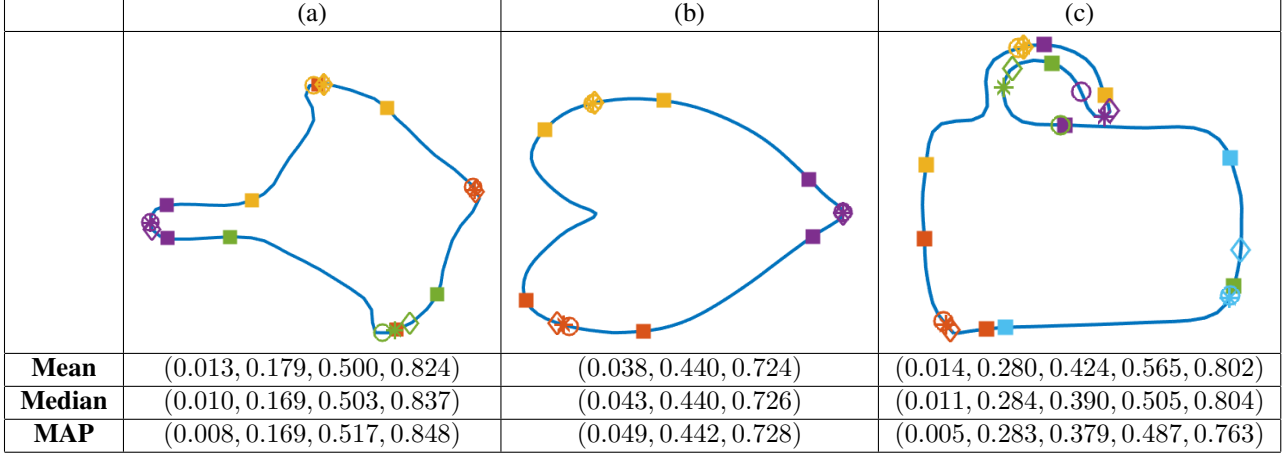 (a) (b) (c)
Mean (0.013, 0.179, 0.500, 0.824) (0.038, 0.440, 0.724) (0.014, 0.280, 0.424, 0.565, 0.802)
Median (0.010, 0.169, 0.503, 0.837) (0.043, 0.440, 0.726) (0.011, 0.284, 0.390, 0.505, 0.804)
MAP (0.008, 0.169, 0.517, 0.848) (0.049, 0.442, 0.728) (0.005, 0.283, 0.379, 0.487, 0.763)